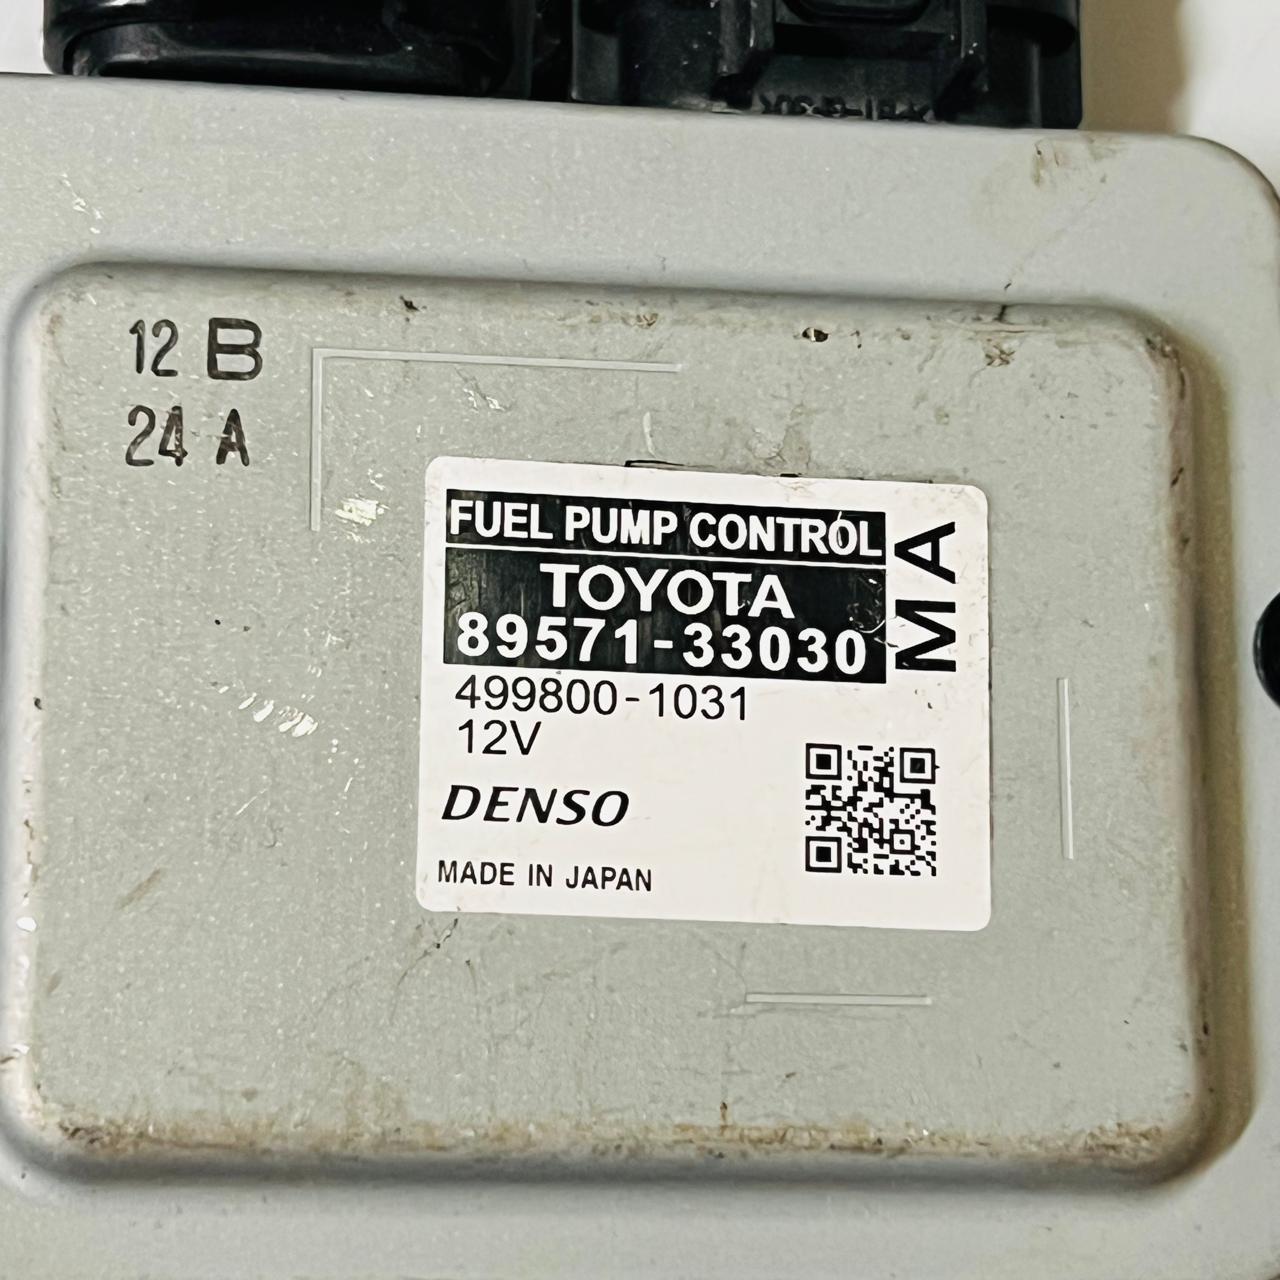 12 B
24 A
FUEL PUMP CONTROL
TOYOTA
89571-33030
MA
499800-1031
12V
DENSO
MADE IN JAPAN